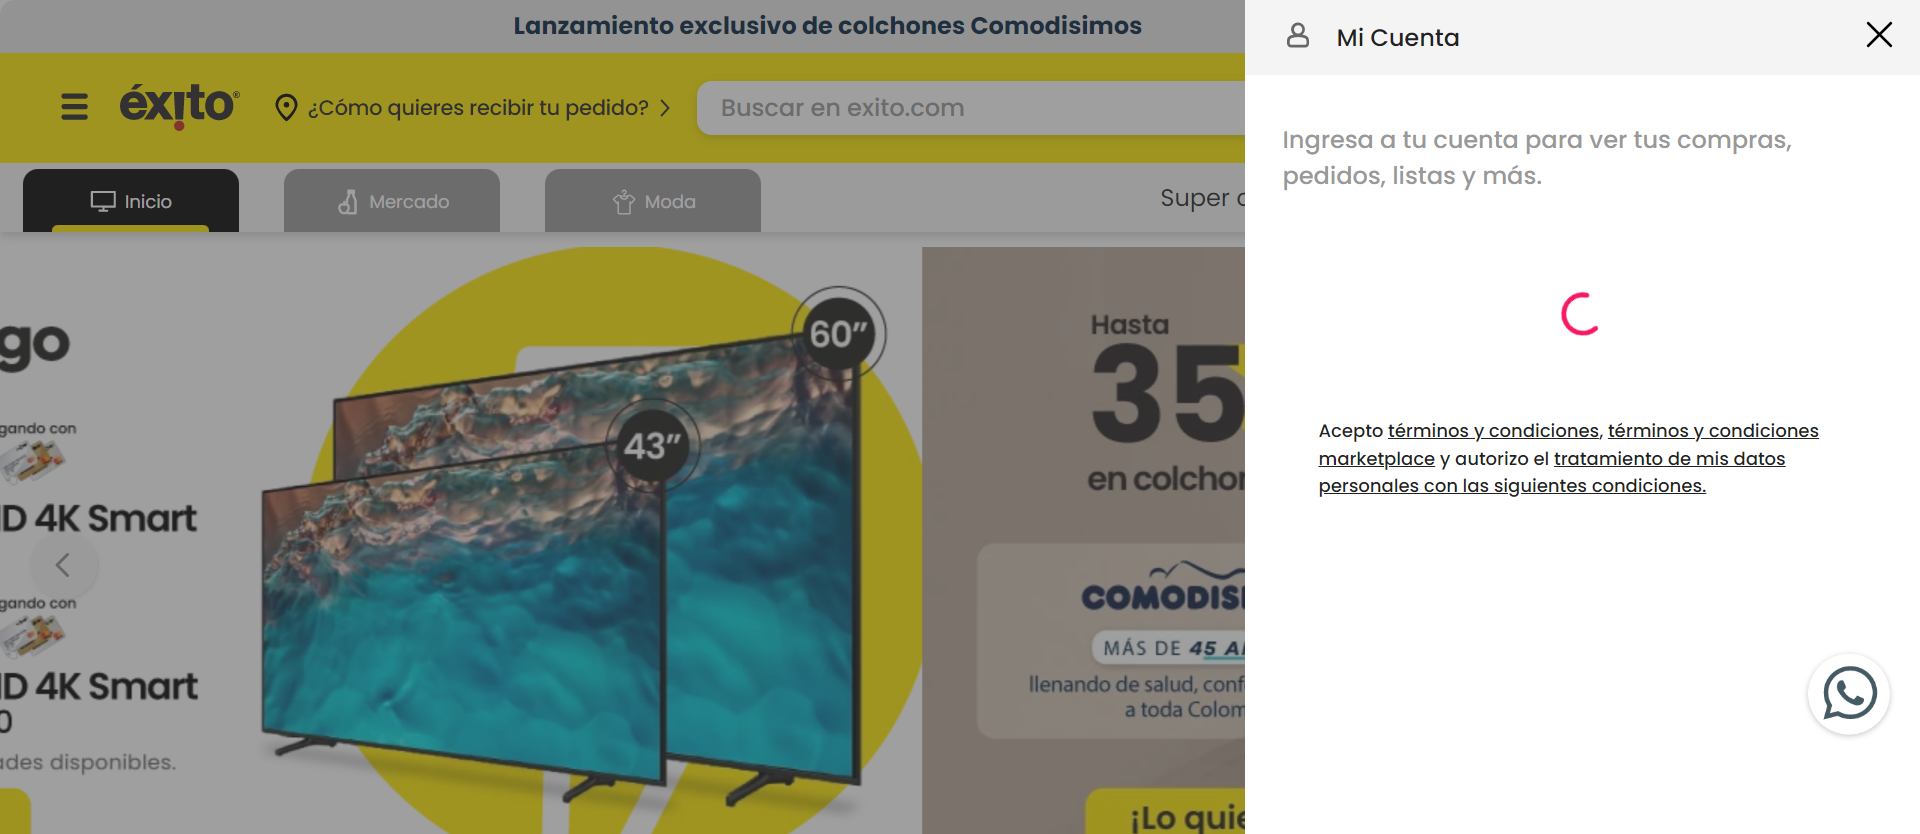 Lanzamiento exclusivo de colchones Comodisimos
éxito
¿Cómo quieres recibir tu pedido?
Buscar en exito.com
Inicio
Mercado
Moda
Super
go
gando con
D 4K Smart
gando con
D 4K Smart
0
ades disponibles.
60”
43”
Hasta
35
en colchon
COMODISI
MÁS DE 45 A
llenando de salud, conf
a toda Colom
¡Lo quie
Mi Cuenta
Ingresa a tu cuenta para ver tus compras,
pedidos, listas y más.
Acepto términos y condiciones, términos y condiciones
marketplace y autorizo el tratamiento de mis datos
personales con las siguientes condiciones.